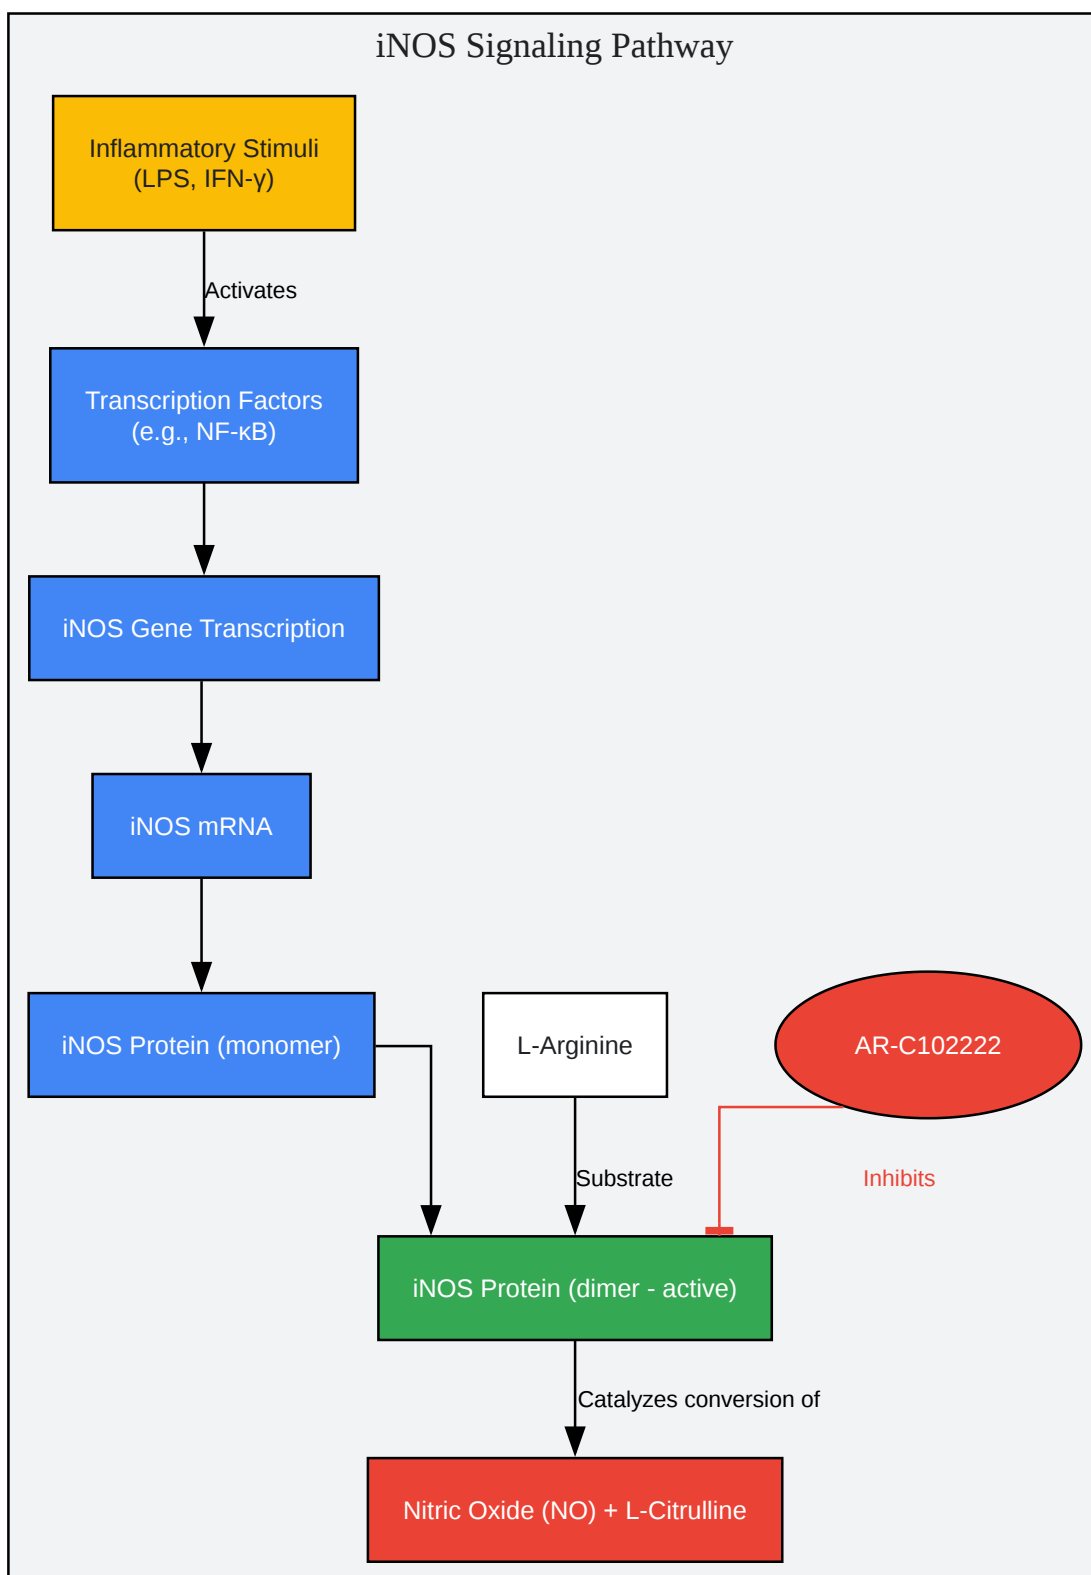 iNOS Signaling Pathway
Inflammatory Stimuli
(LPS, IFN-γ)
Activates
Transcription Factors
(e.g., NF-κB)
iNOS Gene Transcription
iNOS mRNA
iNOS Protein (monomer)
L-Arginine
AR-C102222
Substrate
Inhibits
iNOS Protein (dimer - active)
Catalyzes conversion of
Nitric Oxide (NO) + L-Citrulline